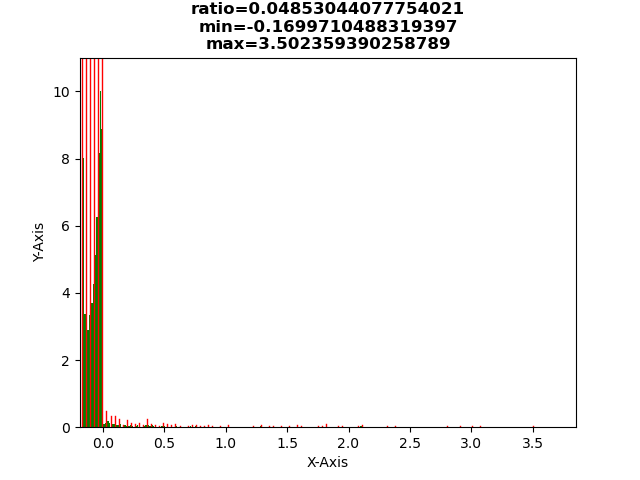 ratio=0.04853044077754021
min=-0.1699710488319397
max=3.502359390258789
10
8
6
4
2
0
Y-Axis
0.0 0.5 1.0 1.5 2.0 2.5 3.0 3.5
X-Axis